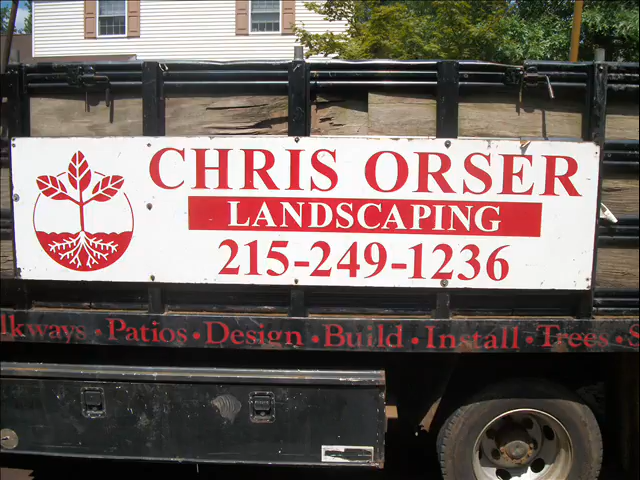 CHRIS ORSER
LANDSCAPING
215-249-1236
Patios • Design • Build • Install • Trees •